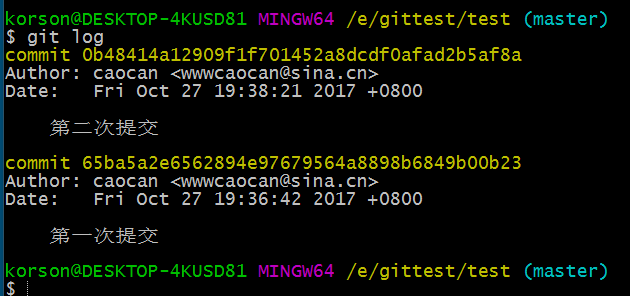 korson@DESKTOP-4KUSD81 MINGW64 /e/gittest/test (master)
$ git log
commit 0b48414a12909f1f701452a8dcdf0afad2b5af8a
Author: caocan <wwwcaocan@sina.cn>
Date:   Fri Oct 27 19:38:21 2017 +0800
    第二次提交
commit 65ba5a2e6562894e97679564a8898b6849b00b23
Author: caocan <wwwcaocan@sina.cn>
Date:   Fri Oct 27 19:36:42 2017 +0800
    第一次提交
korson@DESKTOP-4KUSD81 MINGW64 /e/gittest/test (master)
$